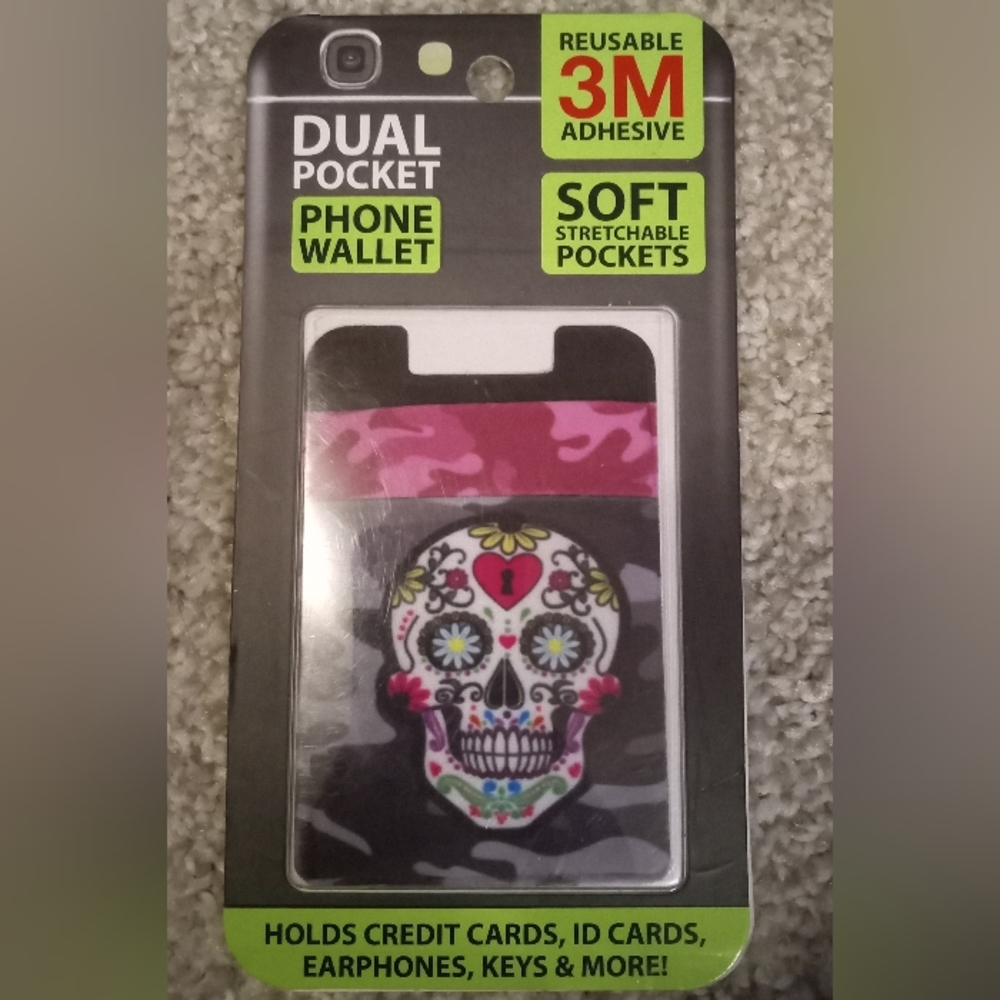 DUAL
POCKET
PHONE
WALLET
REUSABLE
3M
ADHESIVE
SOFT
STRETCHABLE
POCKETS
HOLDS CREDIT CARDS, ID CARDS,
EARPHONES, KEYS & MORE!